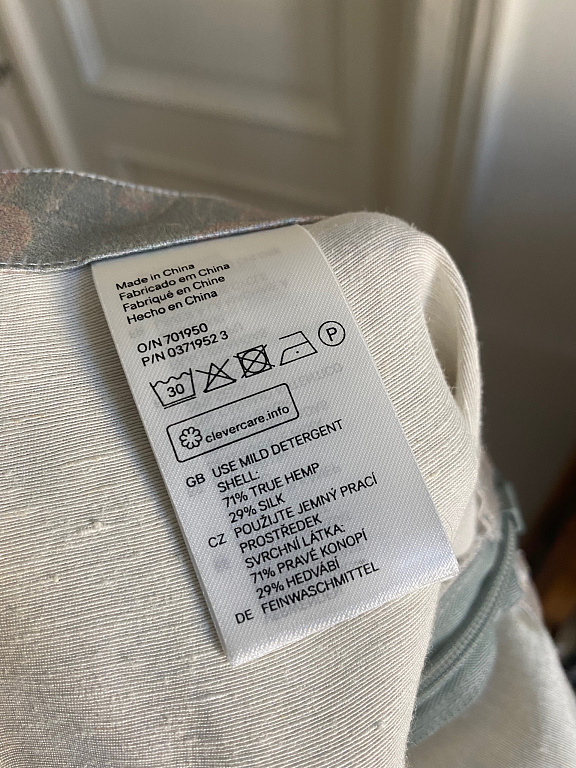 Made in China
Fabricado em China
Fabriqué en Chine
Hecho en China
O/N 701950
P/N 0371952 3
30 P
clevercare.info
GB USE MILD DETERGENT
SHELL:
71% TRUE HEMP
29% SILK
CZ POUŽIJTE JEMNÝ PRACÍ
PROSTŘEDEK
SVRCHNÍ LÁTKA:
71% PRAVÉ KONOPÍ
29% HEDVÁBÍ
DE FEINWASCHMITTEL